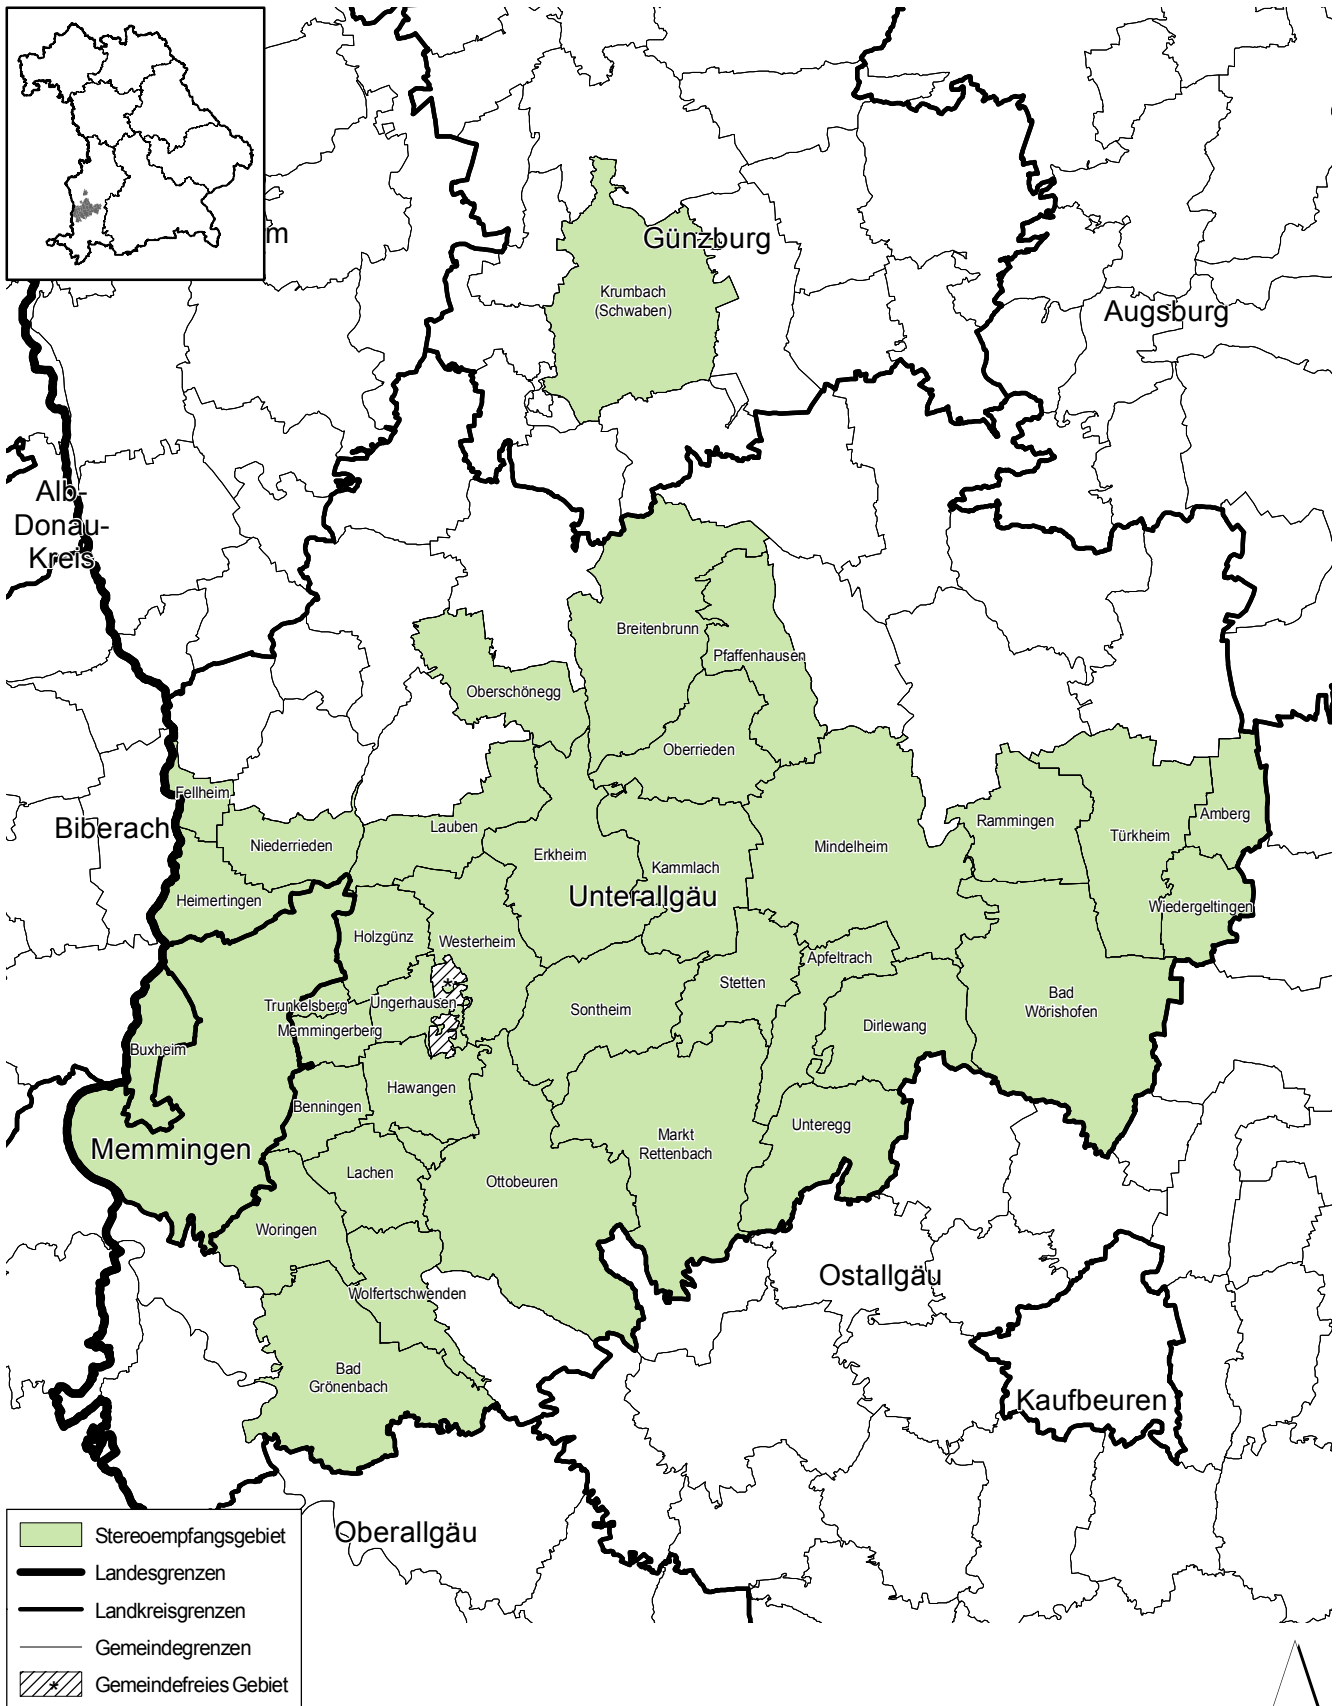 m
Günzburg
Krumbach
(Schwaben)
Augsburg
Alb-
Donau-
Kreis
Breitenbrunn
Pfaffenhausen
Oberschönegg
Oberrieden
Fellheim
Biberach
Niederrieden
Lauben
Erkheim
Kammlach
Mindelheim
Rammingen
Türkheim
Amberg
Heimertingen
Unterallgäu
Wiedergeltingen
Holzgünz
Westerheim
Apfeltrach
Stetten
Trunkelsberg
Ungerhausen
Sontheim
Bad
Wörishofen
Memmingerberg
Dirlewang
Buxheim
Hawangen
Benningen
Unteregg
Memmingen
Markt
Rettenbach
Lachen
Ottobeuren
Woringen
Ostallgäu
Wolfertschwenden
Bad
Grönenbach
Kaufbeuren
Oberallgäu
Stereoempfangsgebiet
Landesgrenzen
Landkreisgrenzen
Gemeindegrenzen
Gemeindefreies Gebiet